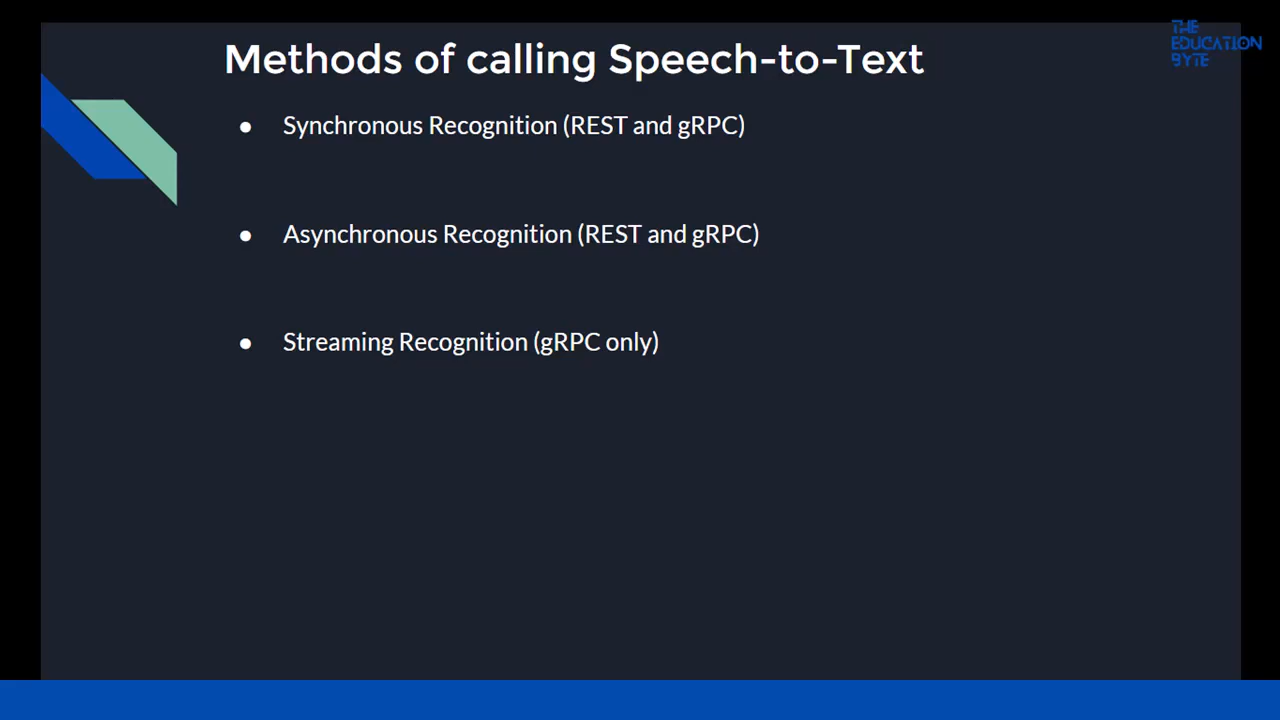 THE
EDUCATION
BYTE
Methods of calling Speech-to-Text
● Synchronous Recognition (REST and gRPC)
● Asynchronous Recognition (REST and gRPC)
● Streaming Recognition (gRPC only)